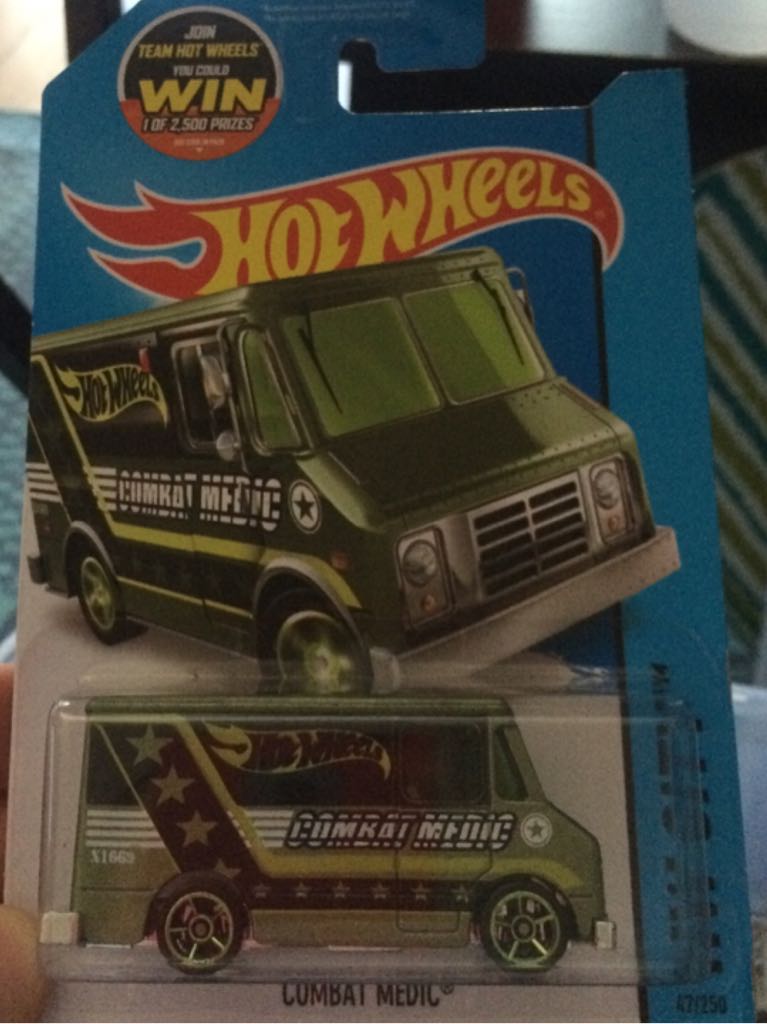 JOIN
TEAM HOT WHEELS
YOU COULD
WIN
1 OF 2,500 PRIZES
HOT WHEELS
HOT WHEELS
COMBAT MEDIC
HOT WHEELS
COMBAT MEDIC
X1669
COMBAT MEDIC®
47/250